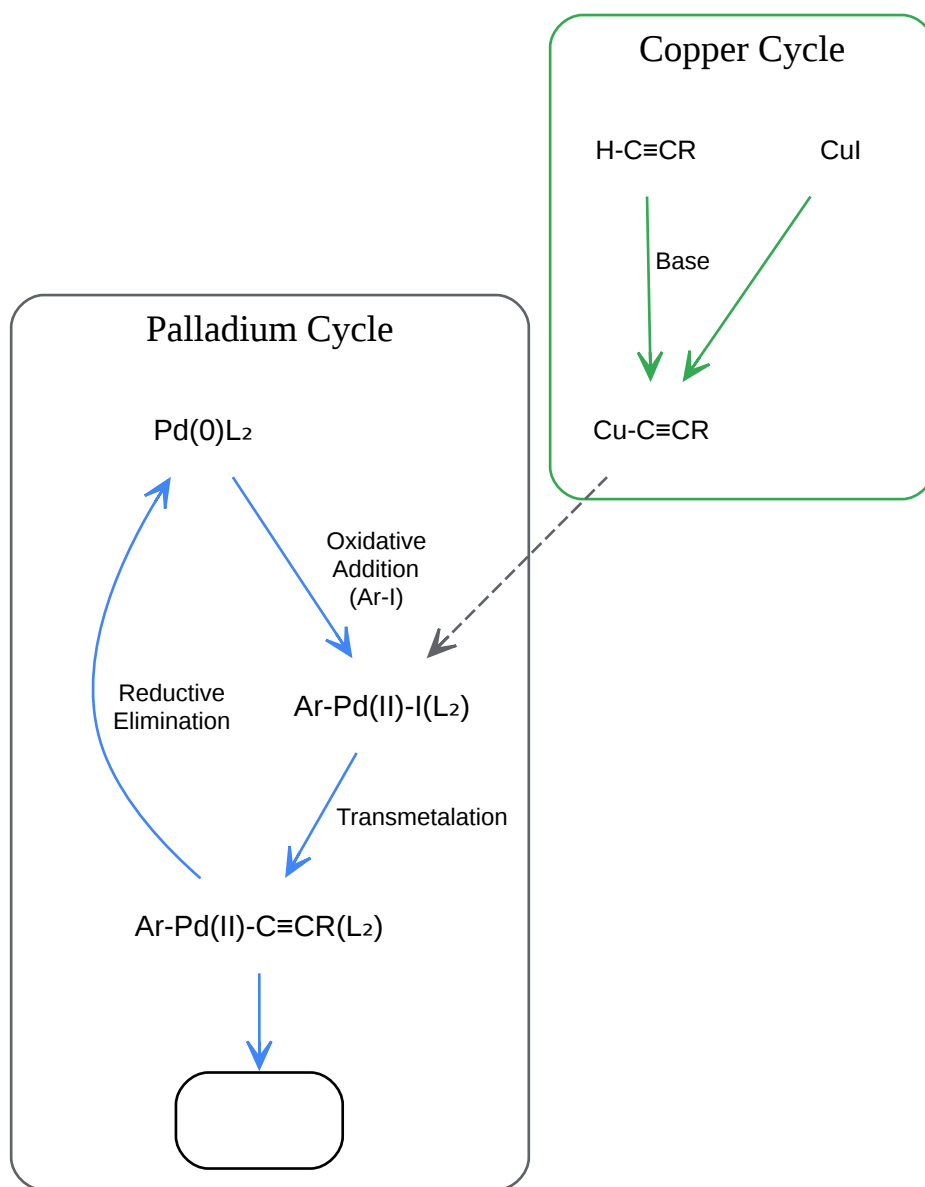 Copper Cycle
H-C≡CR
CuI
Base
Cu-C≡CR
Palladium Cycle
Pd(0)L₂
Oxidative
Addition
(Ar-I)
Reductive
Elimination
Ar-Pd(II)-I(L₂)
Transmetalation
Ar-Pd(II)-C≡CR(L₂)